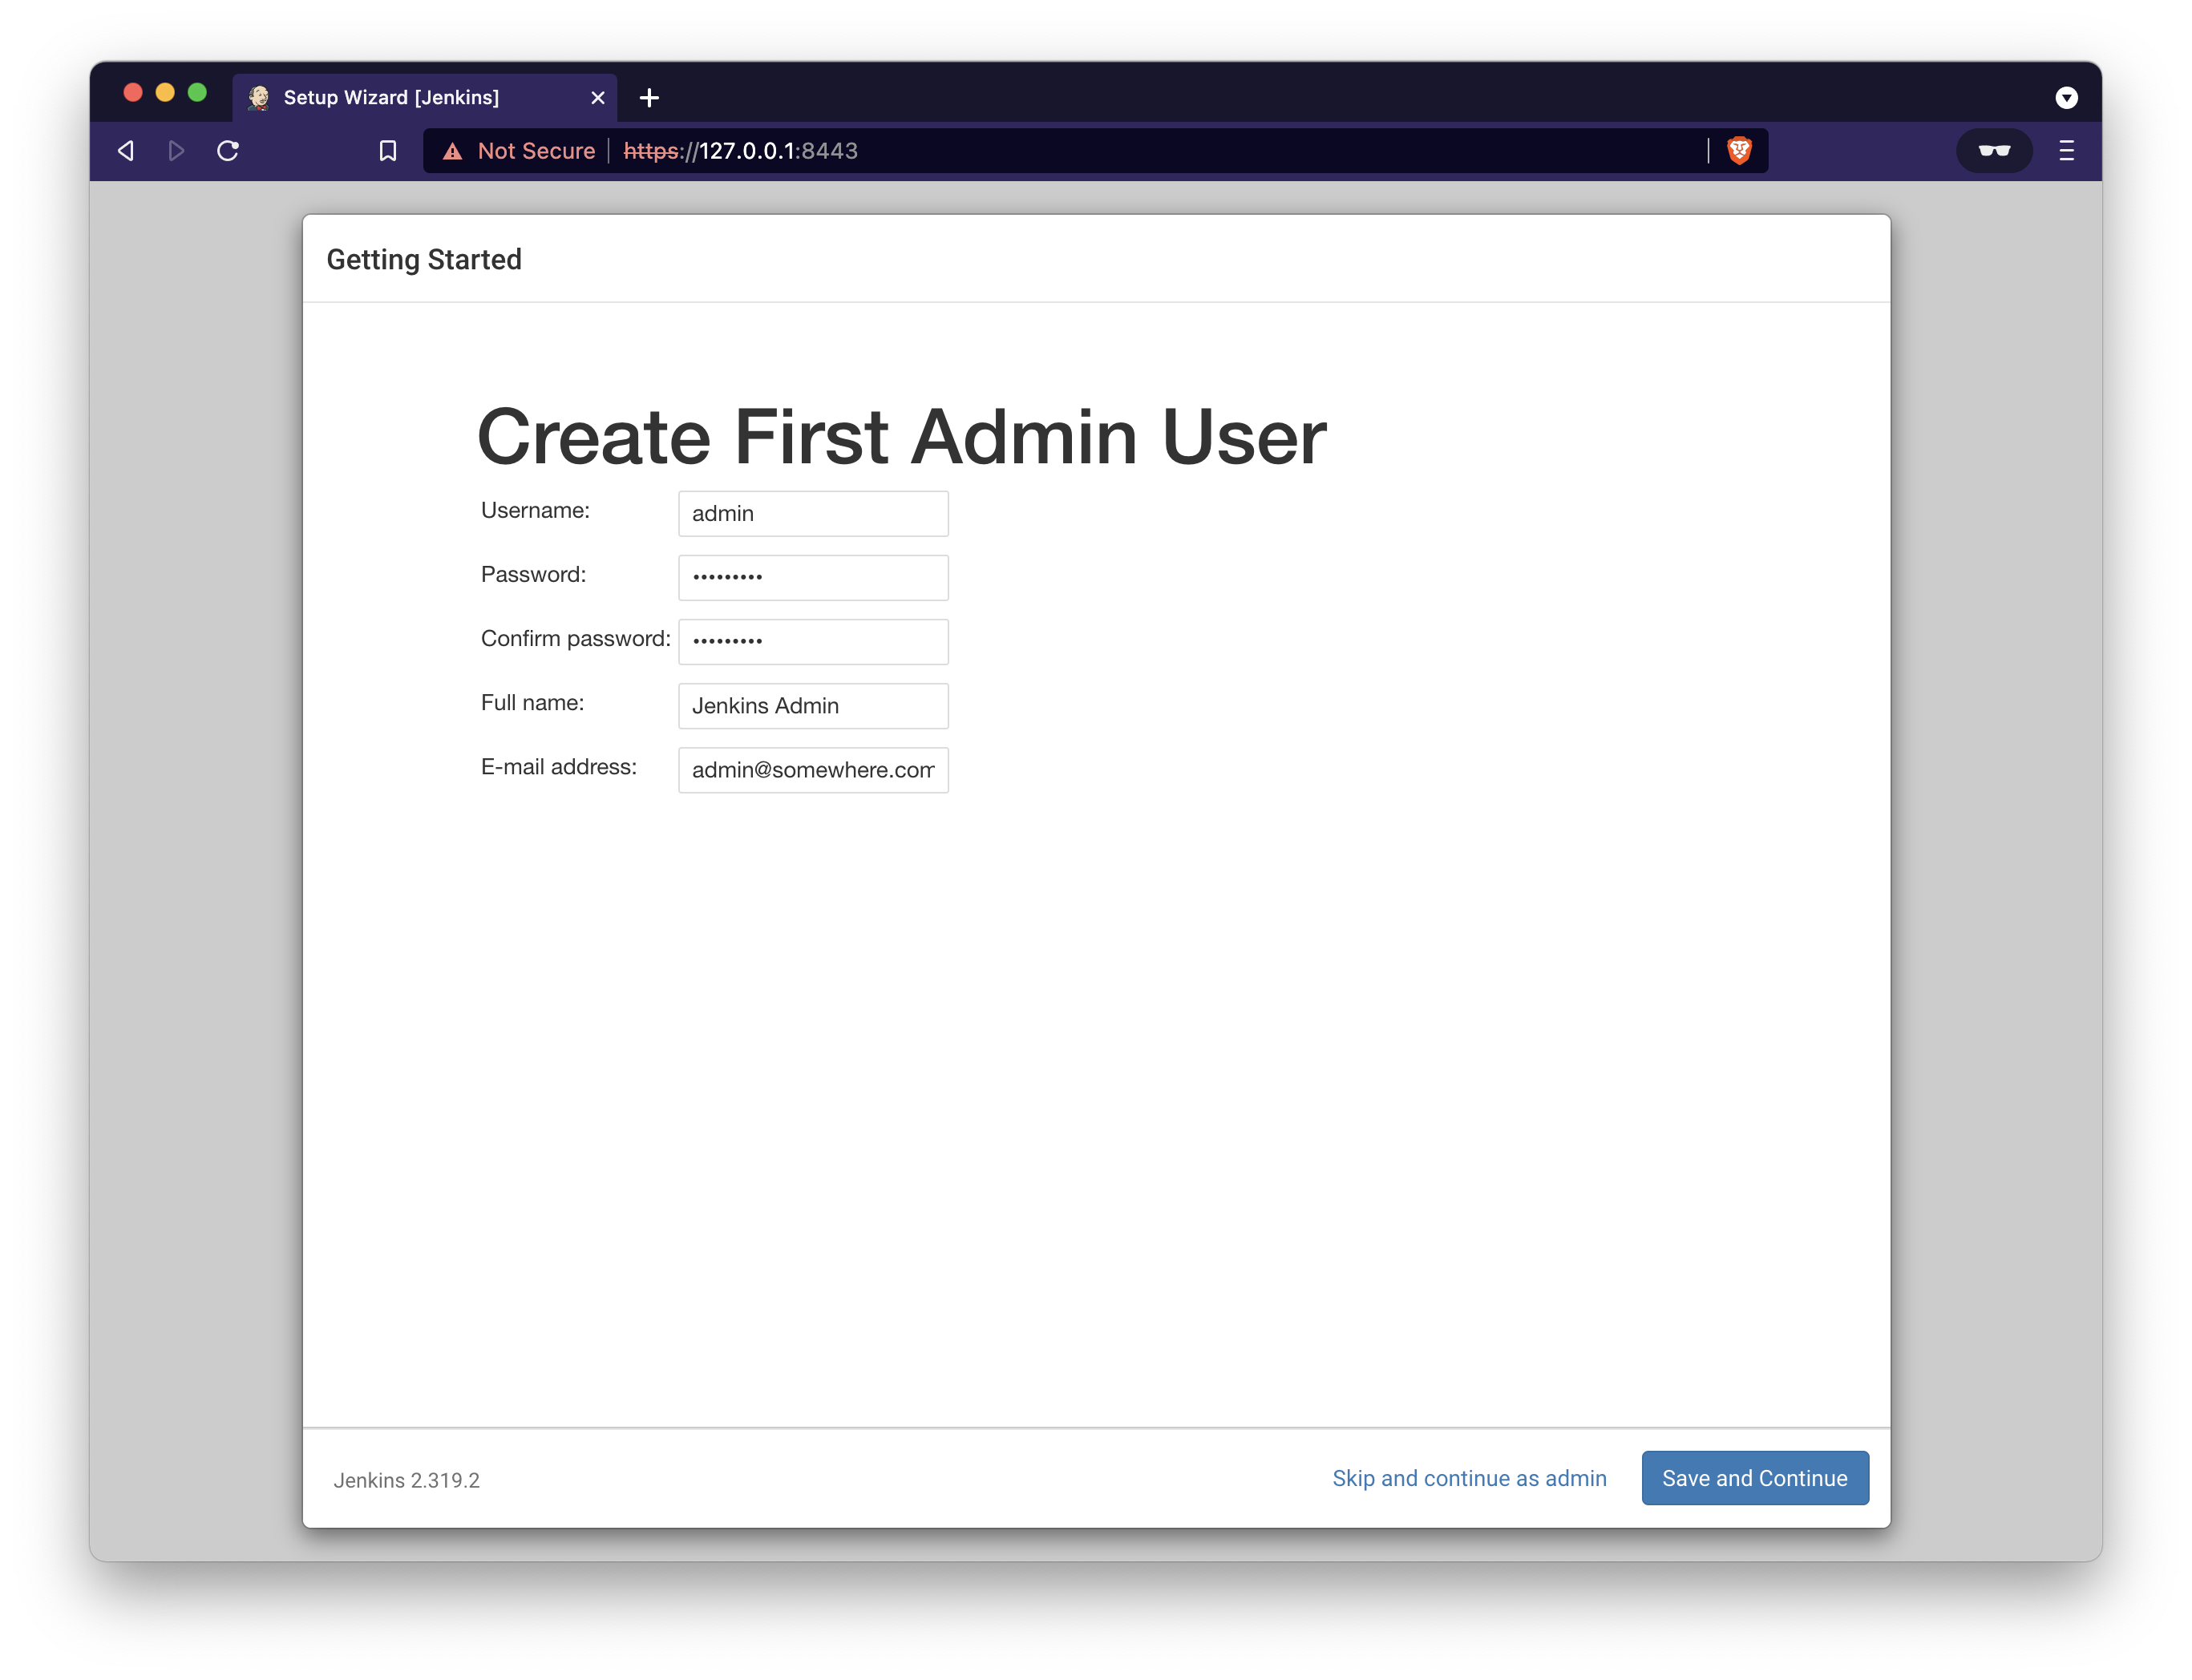 Setup Wizard [Jenkins]
Not Secure https://127.0.0.1:8443
Getting Started
Create First Admin User
Username: admin
Password: •••••••••
Confirm password: •••••••••
Full name: Jenkins Admin
E-mail address: admin@somewhere.com
Jenkins 2.319.2
Skip and continue as admin
Save and Continue